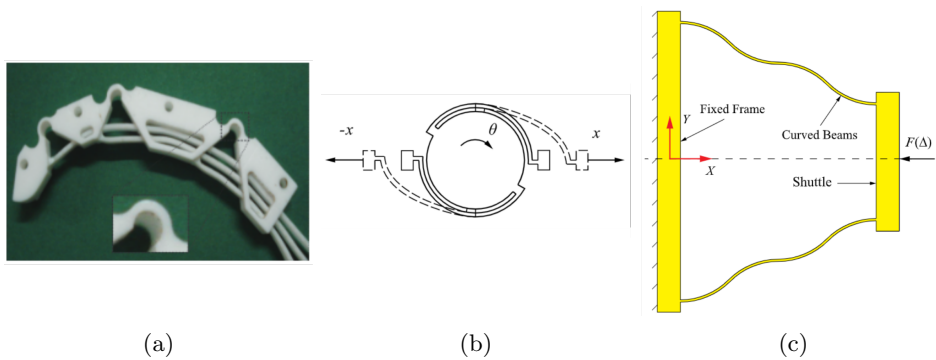 -x
θ
x
Fixed Frame
Y
X
Curved Beams
F(Δ)
Shuttle
(a)
(b)
(c)